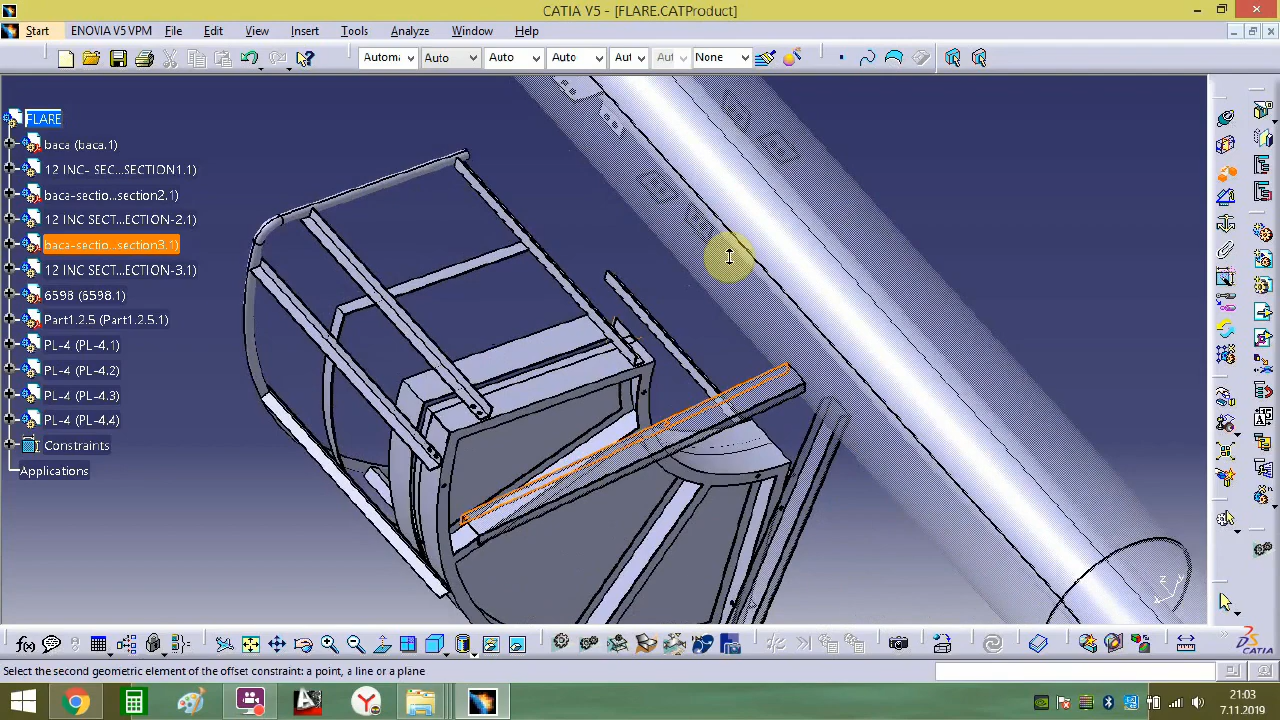 CATIA V5 - [FLARE.CATProduct]
Start ENOVIA V5 VPM File Edit View Insert Tools Analyze Window Help
Automa Auto Auto Auto Aut Aut None
FLARE
baca (baca.1)
12 INC- SEC...SECTION1.1)
baca-sectio...section2.1)
12 INC SECT...ECTION-2.1)
baca-sectio...section3.1)
12 INC SECT...ECTION-3.1)
6598 (6598.1)
Part1.2.5 (Part1.2.5.1)
PL-4 (PL-4.1)
PL-4 (PL-4.2)
PL-4 (PL-4.3)
PL-4 (PL-4.4)
Constraints
Applications
z y
f(x)
CATIA
Select the second geometric element of the offset constraint: a point, a line or a plane
21:03
7.11.2019